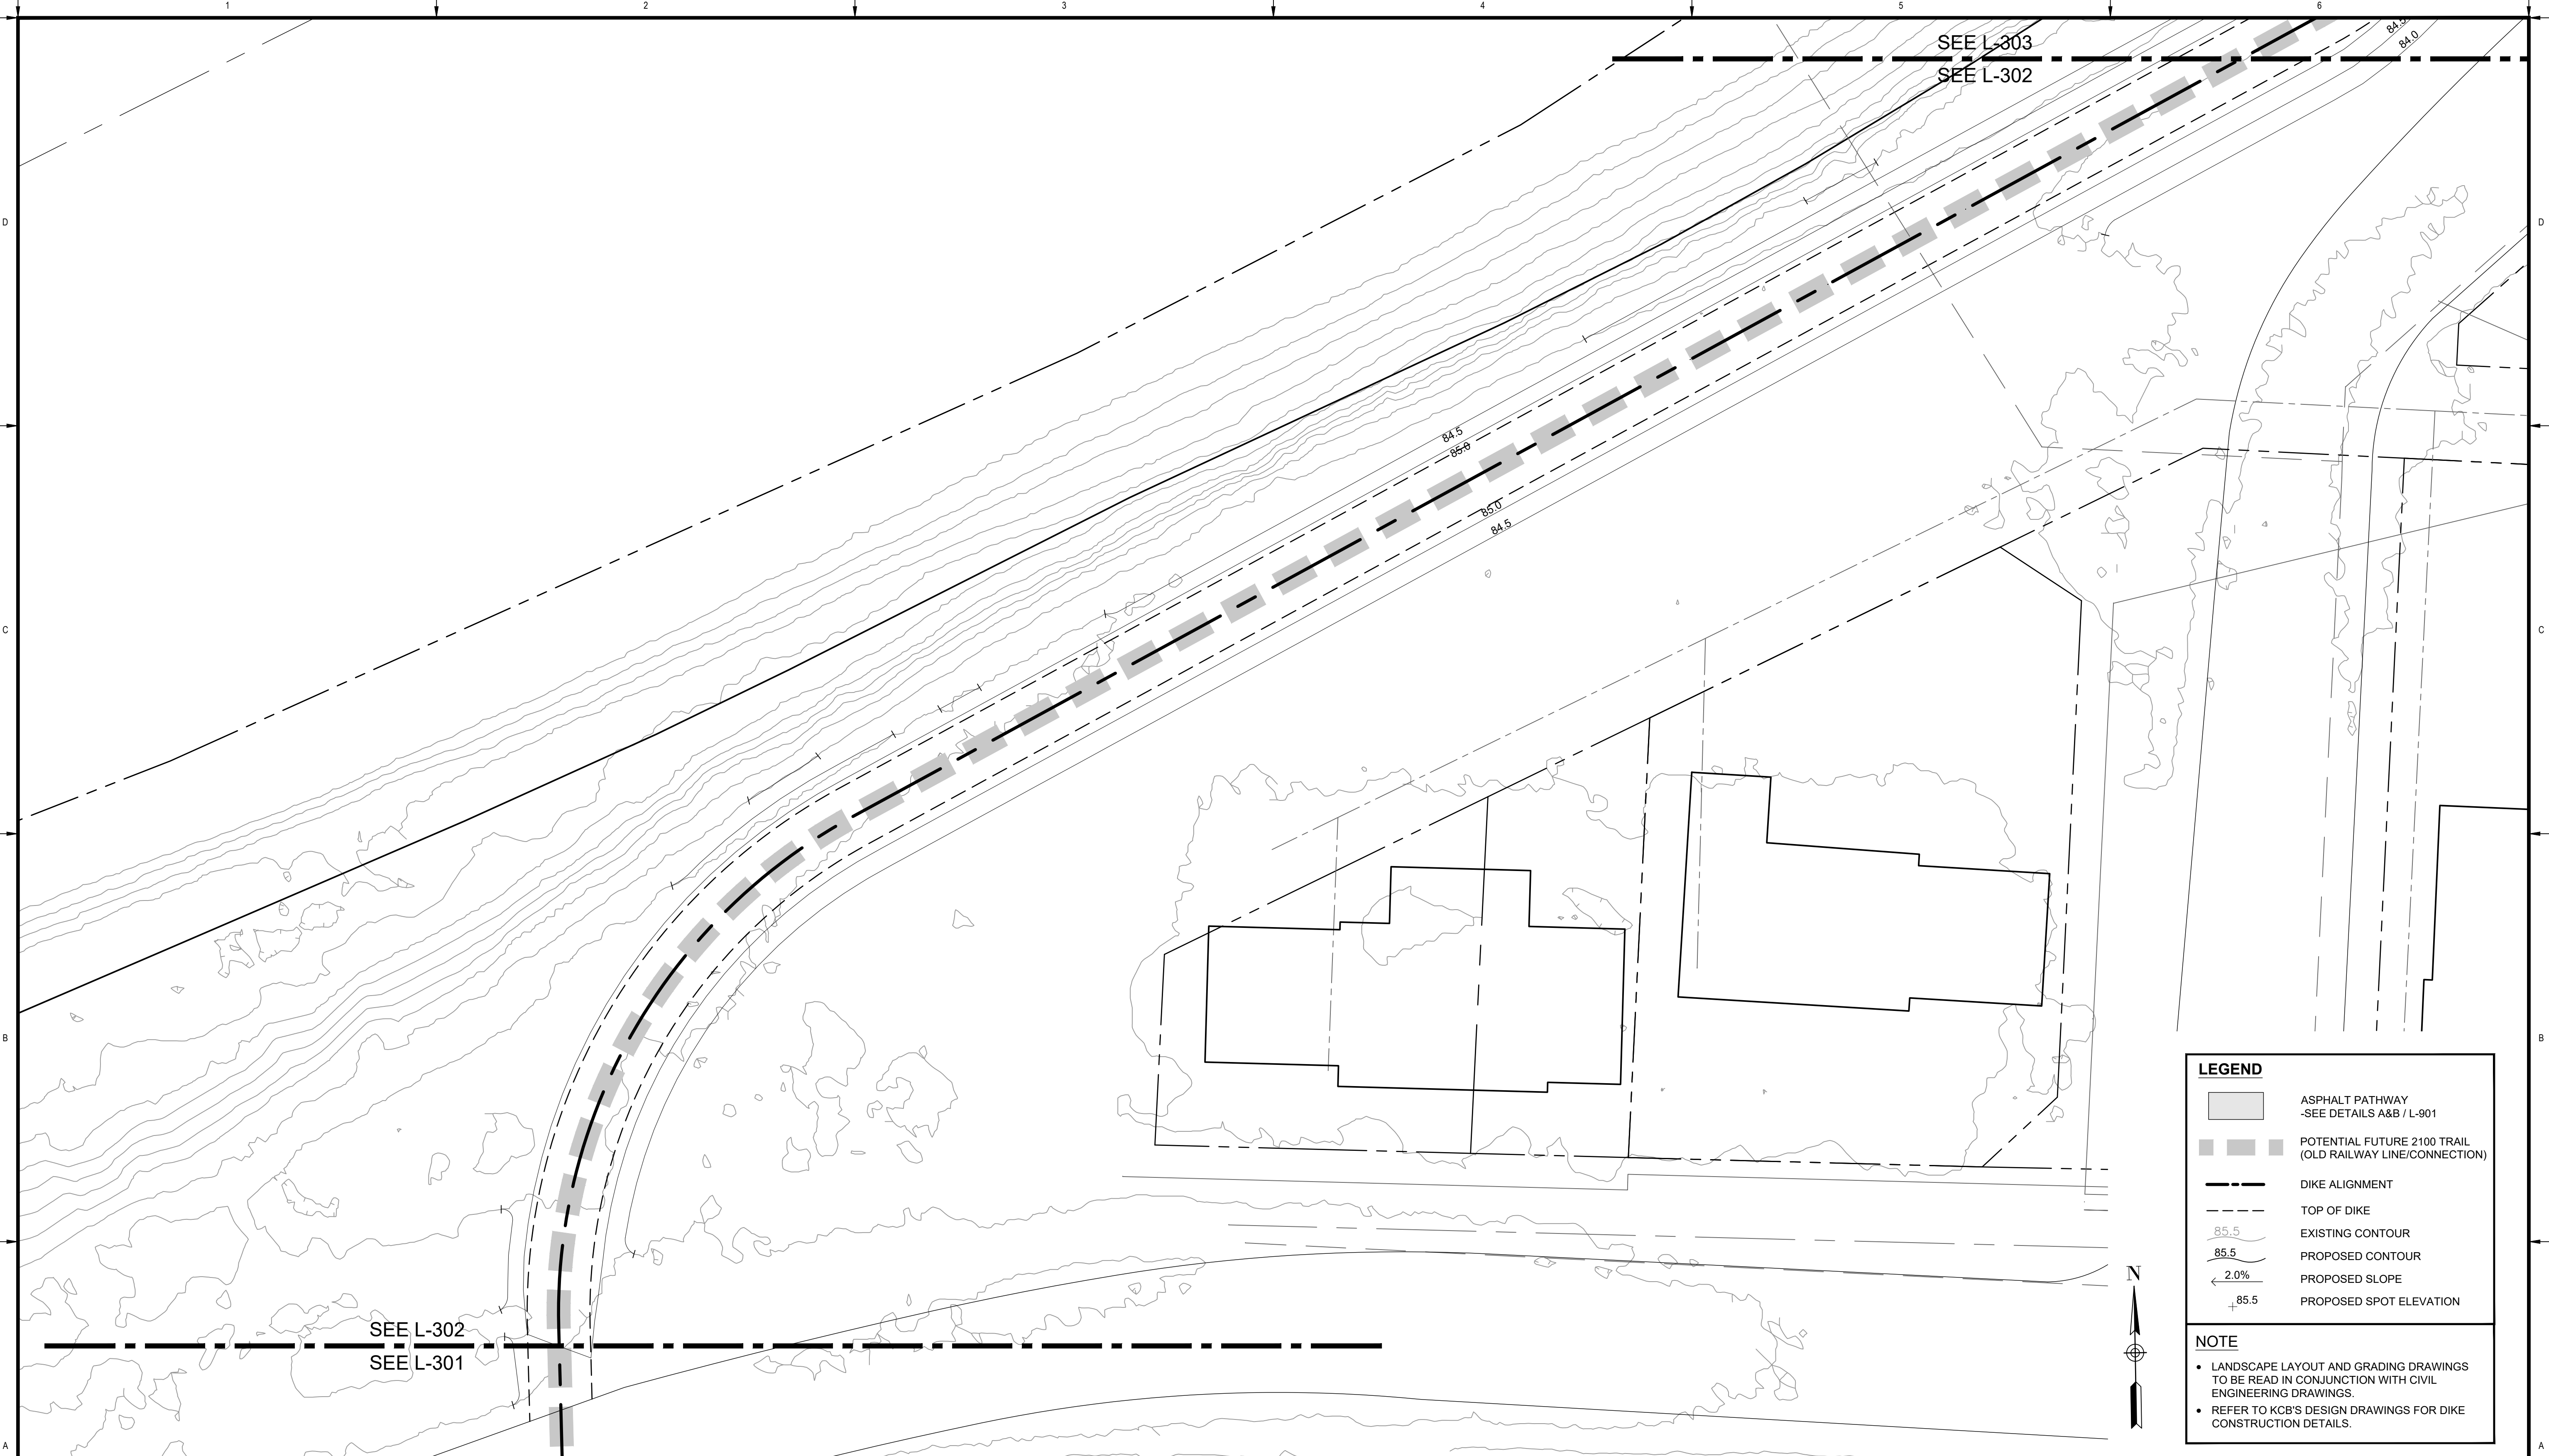 1 2 3 4 5 6
SEE L-303
SEE L-302
84.5
84.0
D D
84.5
85.0
85.0
84.5
C C
B B
LEGEND
ASPHALT PATHWAY
-SEE DETAILS A&B / L-901
POTENTIAL FUTURE 2100 TRAIL
(OLD RAILWAY LINE/CONNECTION)
DIKE ALIGNMENT
TOP OF DIKE
85.5 EXISTING CONTOUR
85.5 PROPOSED CONTOUR
2.0% PROPOSED SLOPE
85.5 PROPOSED SPOT ELEVATION
N
SEE L-302
SEE L-301
NOTE
• LANDSCAPE LAYOUT AND GRADING DRAWINGS
TO BE READ IN CONJUNCTION WITH CIVIL
ENGINEERING DRAWINGS.
• REFER TO KCB'S DESIGN DRAWINGS FOR DIKE
CONSTRUCTION DETAILS.
A A